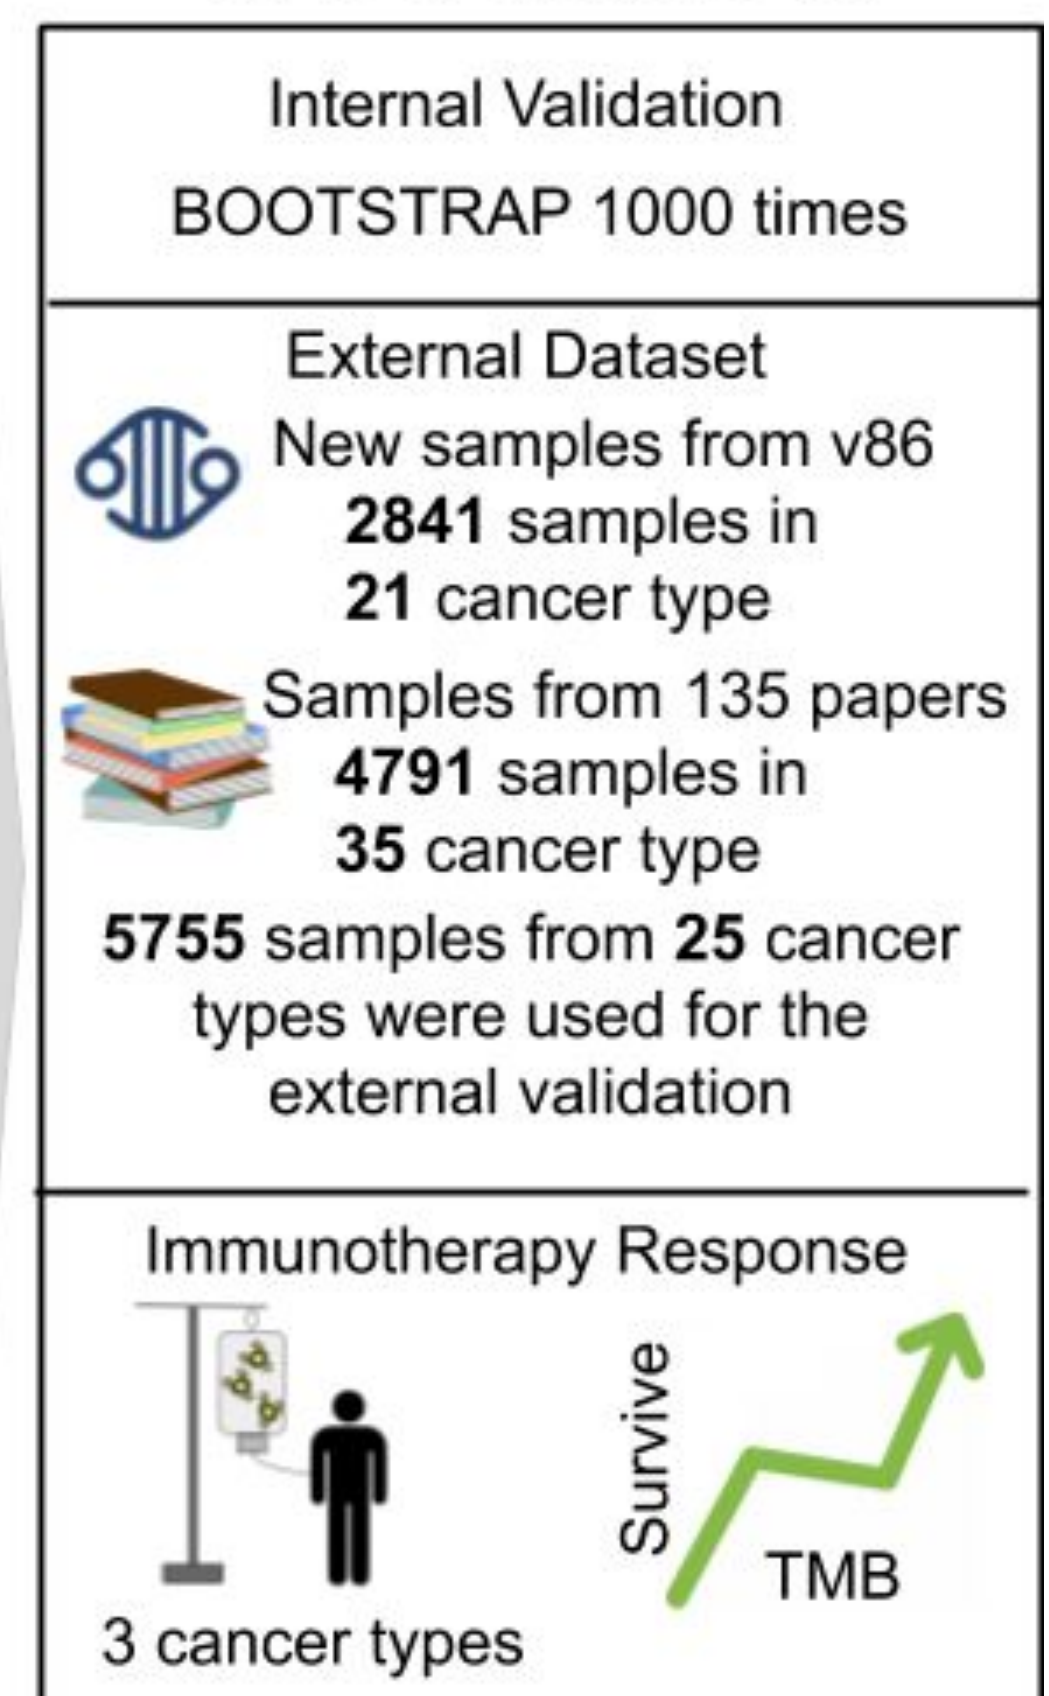 Internal Validation
BOOTSTRAP 1000 times
External Dataset
New samples from v86
2841 samples in
21 cancer type
Samples from 135 papers
4791 samples in
35 cancer type
5755 samples from 25 cancer
types were used for the
external validation
Immunotherapy Response
Survive
TMB
3 cancer types